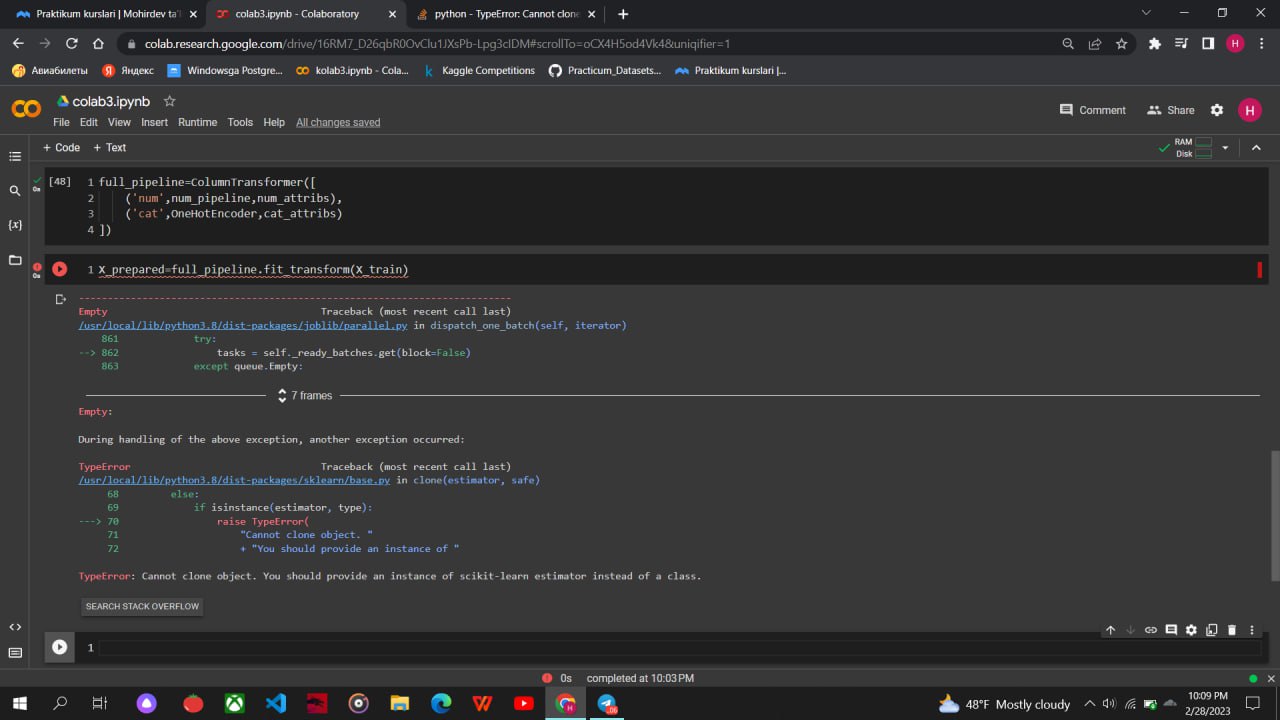 Praktikum kurslari | Mohirdev ta'l
colab3.ipynb - Colaboratory
python - TypeError: Cannot clone
colab.research.google.com/drive/16RM7_D26qbR0OvClu1JXsPb-Lpg3cIDM#scrollTo=oCX4H5od4Vk4&uniqifier=1
H
Авиабилеты
Яндекс
Windowsga Postgre...
kolab3.ipynb - Cola...
Kaggle Competitions
Practicum_Datasets...
Praktikum kurslari |...
colab3.ipynb
File Edit View Insert Runtime Tools Help All changes saved
Comment
Share
H
+ Code + Text
RAM
Disk
[48]
0s
1 full_pipeline=ColumnTransformer([
2 ('num',num_pipeline,num_attribs),
3 ('cat',OneHotEncoder,cat_attribs)
4 ])
0s
1 X_prepared=full_pipeline.fit_transform(X_train)
---------------------------------------------------------------------------
Empty Traceback (most recent call last)
/usr/local/lib/python3.8/dist-packages/joblib/parallel.py in dispatch_one_batch(self, iterator)
861 try:
--> 862 tasks = self._ready_batches.get(block=False)
863 except queue.Empty:
7 frames
Empty:
During handling of the above exception, another exception occurred:
TypeError Traceback (most recent call last)
/usr/local/lib/python3.8/dist-packages/sklearn/base.py in clone(estimator, safe)
68 else:
69 if isinstance(estimator, type):
---> 70 raise TypeError(
71 "Cannot clone object. "
72 + "You should provide an instance of "
TypeError: Cannot clone object. You should provide an instance of scikit-learn estimator instead of a class.
SEARCH STACK OVERFLOW
1
0s completed at 10:03 PM
48°F Mostly cloudy
10:09 PM
2/28/2023